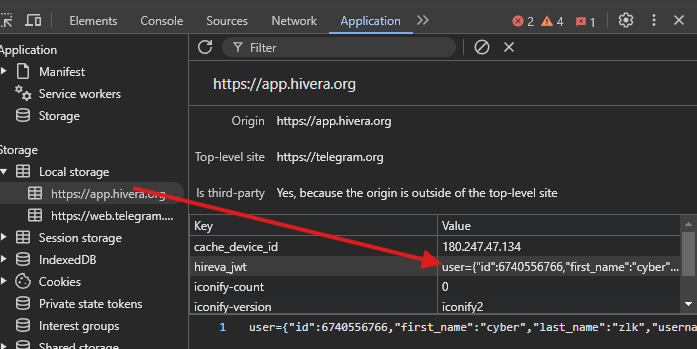 Elements Console Sources Network Application 2 4 1
Application
Manifest
Service workers
Storage
Storage
Local storage
https://app.hivera.org
https://web.telegram....
Session storage
IndexedDB
Cookies
Private state tokens
Interest groups
Shared storage
Filter
https://app.hivera.org
Origin https://app.hivera.org
Top-level site https://telegram.org
Is third-party Yes, because the origin is outside of the top-level site
Key Value
cache_device_id 180.247.47.134
hireva_jwt user={"id":6740556766,"first_name":"cyber"...
iconify-count 0
iconify-version iconify2
1 user={"id":6740556766,"first_name":"cyber","last_name":"zlk","userna